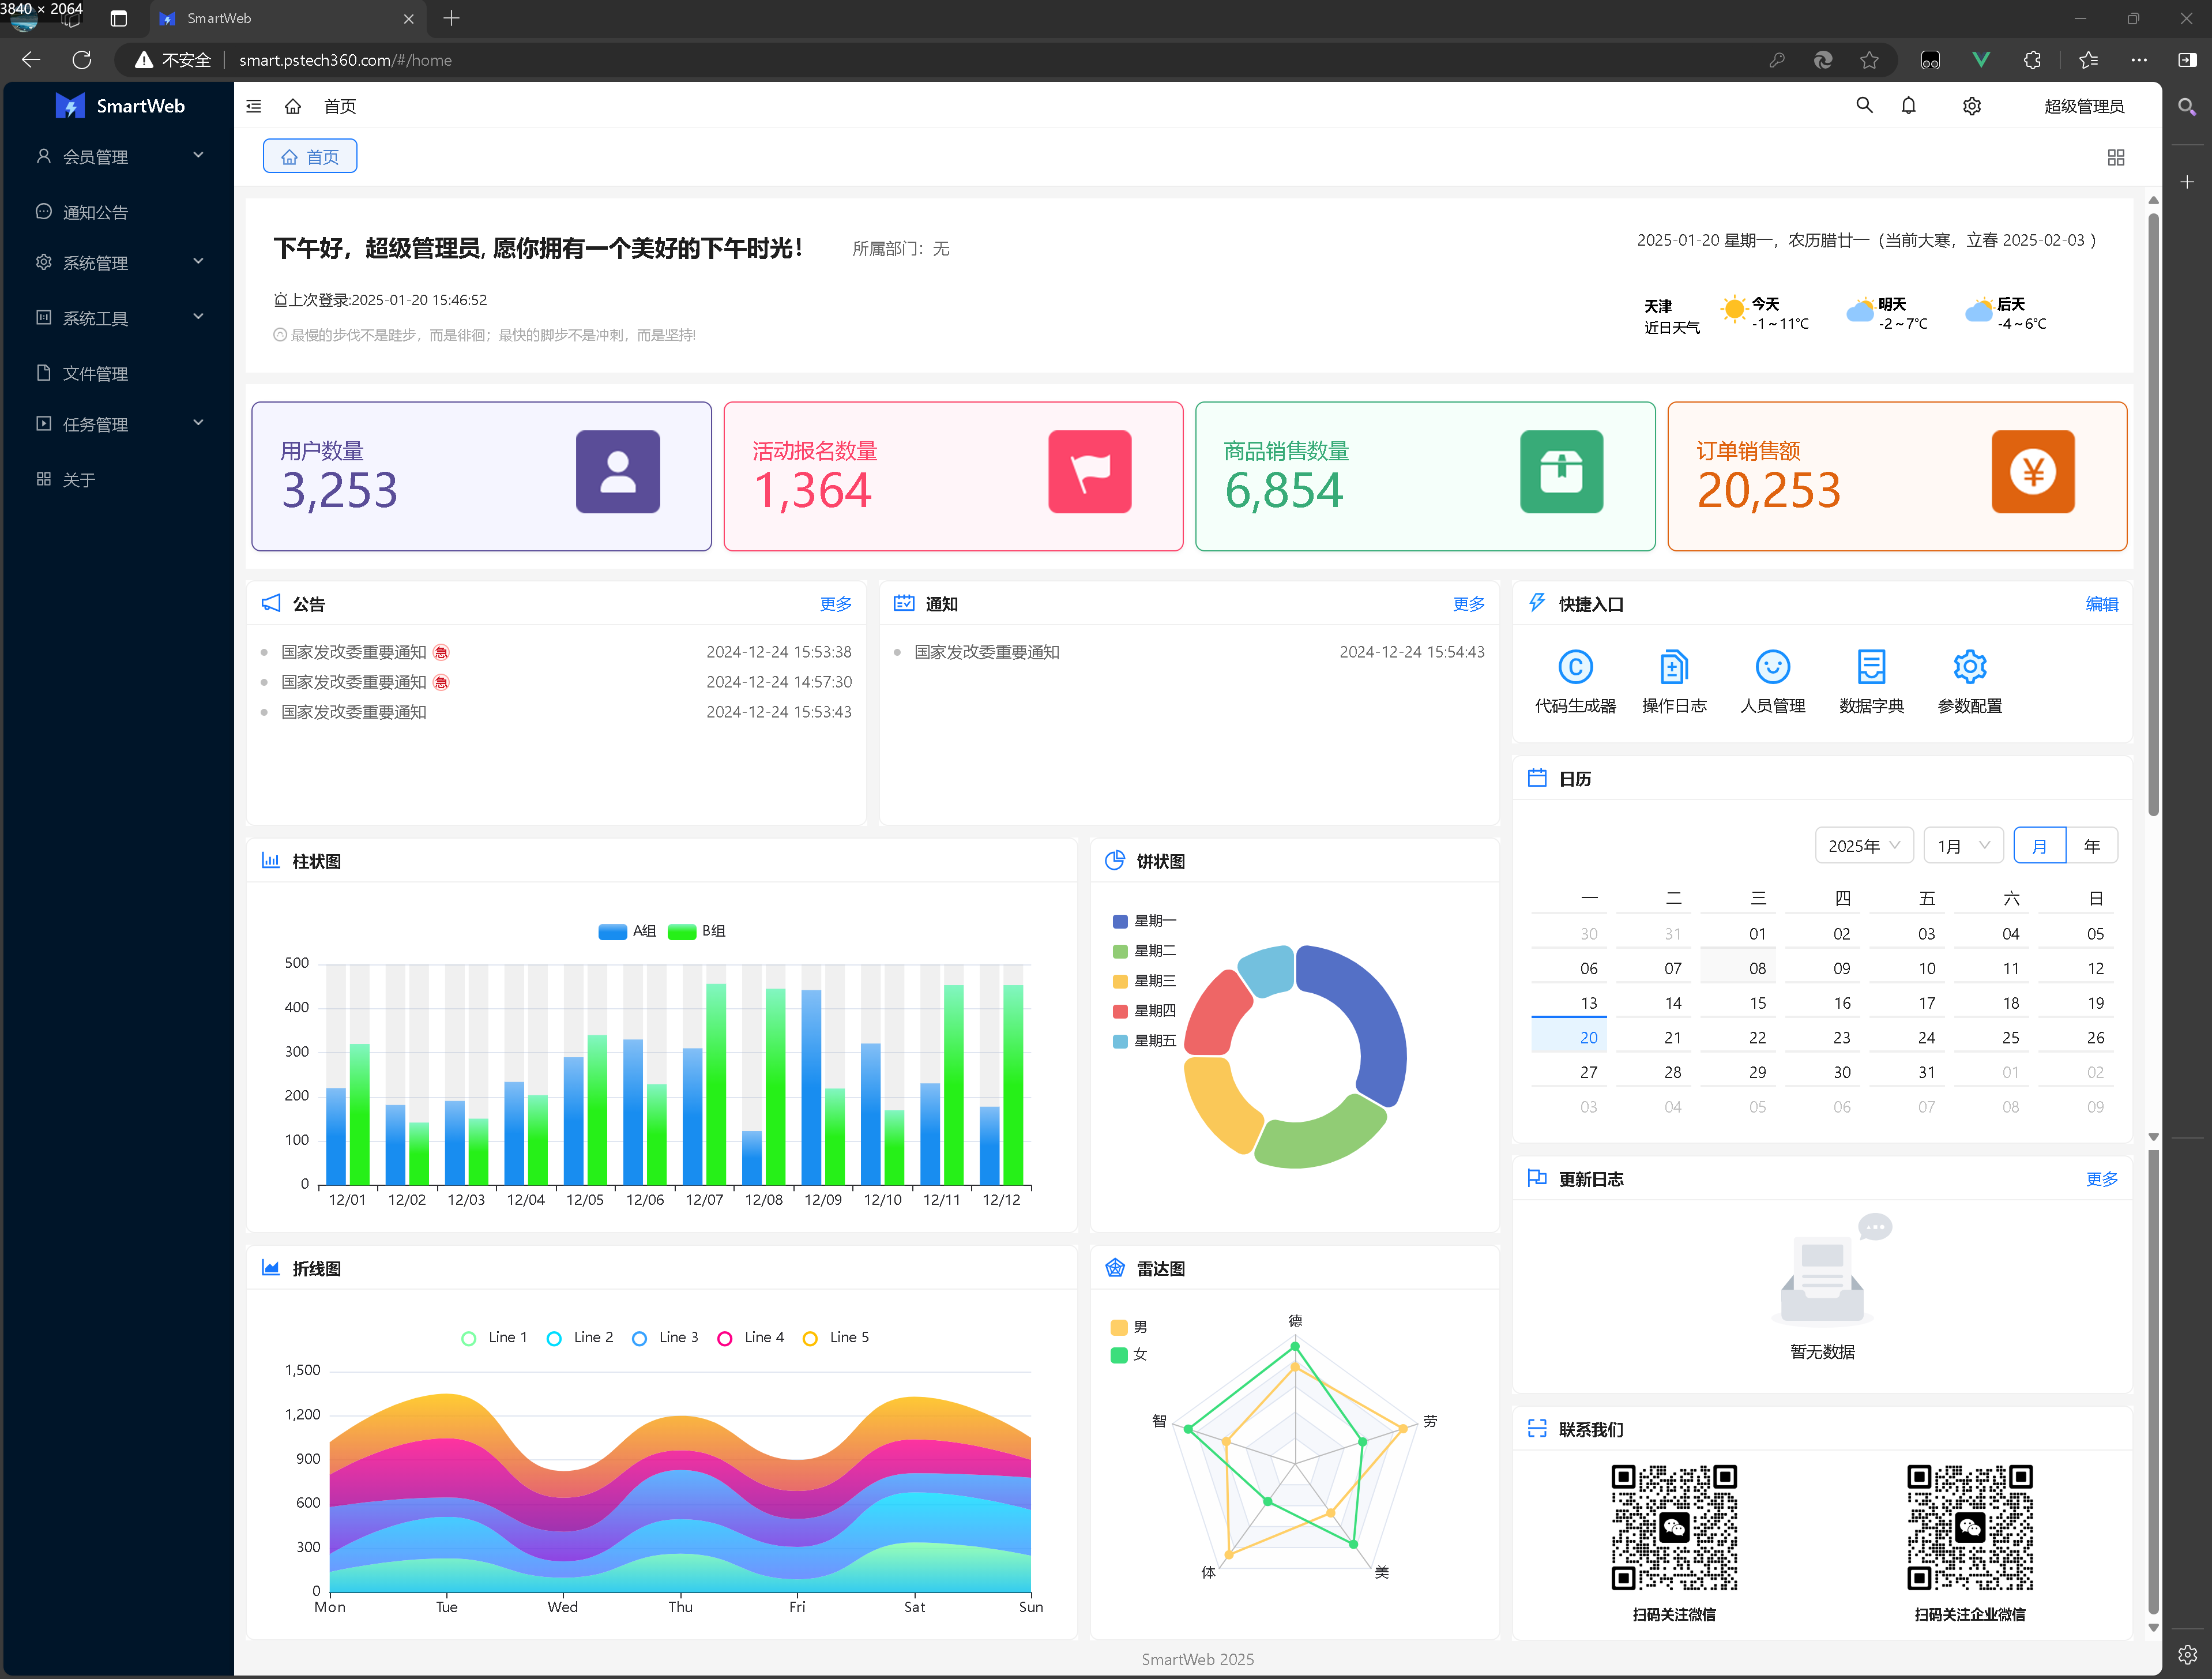 3840 × 2064
SmartWeb
不安全
smart.pstech360.com/#/home
SmartWeb
首页
超级管理员
会员管理
通知公告
系统管理
系统工具
文件管理
任务管理
关于
首页
下午好，超级管理员, 愿你拥有一个美好的下午时光！
所属部门：无
2025-01-20 星期一，农历腊廿一（当前大寒，立春 2025-02-03 ）
上次登录:2025-01-20 15:46:52
最慢的步伐不是跬步，而是徘徊；最快的脚步不是冲刺，而是坚持!
天津
近日天气
今天
-1～11℃
明天
-2～7℃
后天
-4～6℃
用户数量
3,253
活动报名数量
1,364
商品销售数量
6,854
订单销售额
20,253
公告
更多
国家发改委重要通知 急 2024-12-24 15:53:38
国家发改委重要通知 急 2024-12-24 14:57:30
国家发改委重要通知 2024-12-24 15:53:43
通知
更多
国家发改委重要通知 2024-12-24 15:54:43
快捷入口
编辑
代码生成器 操作日志 人员管理 数据字典 参数配置
日历
2025年 1月 月 年
一 二 三 四 五 六 日
30 31 01 02 03 04 05
06 07 08 09 10 11 12
13 14 15 16 17 18 19
20 21 22 23 24 25 26
27 28 29 30 31 01 02
03 04 05 06 07 08 09
柱状图
A组 B组
500
400
300
200
100
0
12/01 12/02 12/03 12/04 12/05 12/06 12/07 12/08 12/09 12/10 12/11 12/12
饼状图
星期一
星期二
星期三
星期四
星期五
更新日志
更多
暂无数据
折线图
Line 1 Line 2 Line 3 Line 4 Line 5
1,500
1,200
900
600
300
0
Mon Tue Wed Thu Fri Sat Sun
雷达图
男
女
德
智
劳
体
美
联系我们
扫码关注微信
扫码关注企业微信
SmartWeb 2025